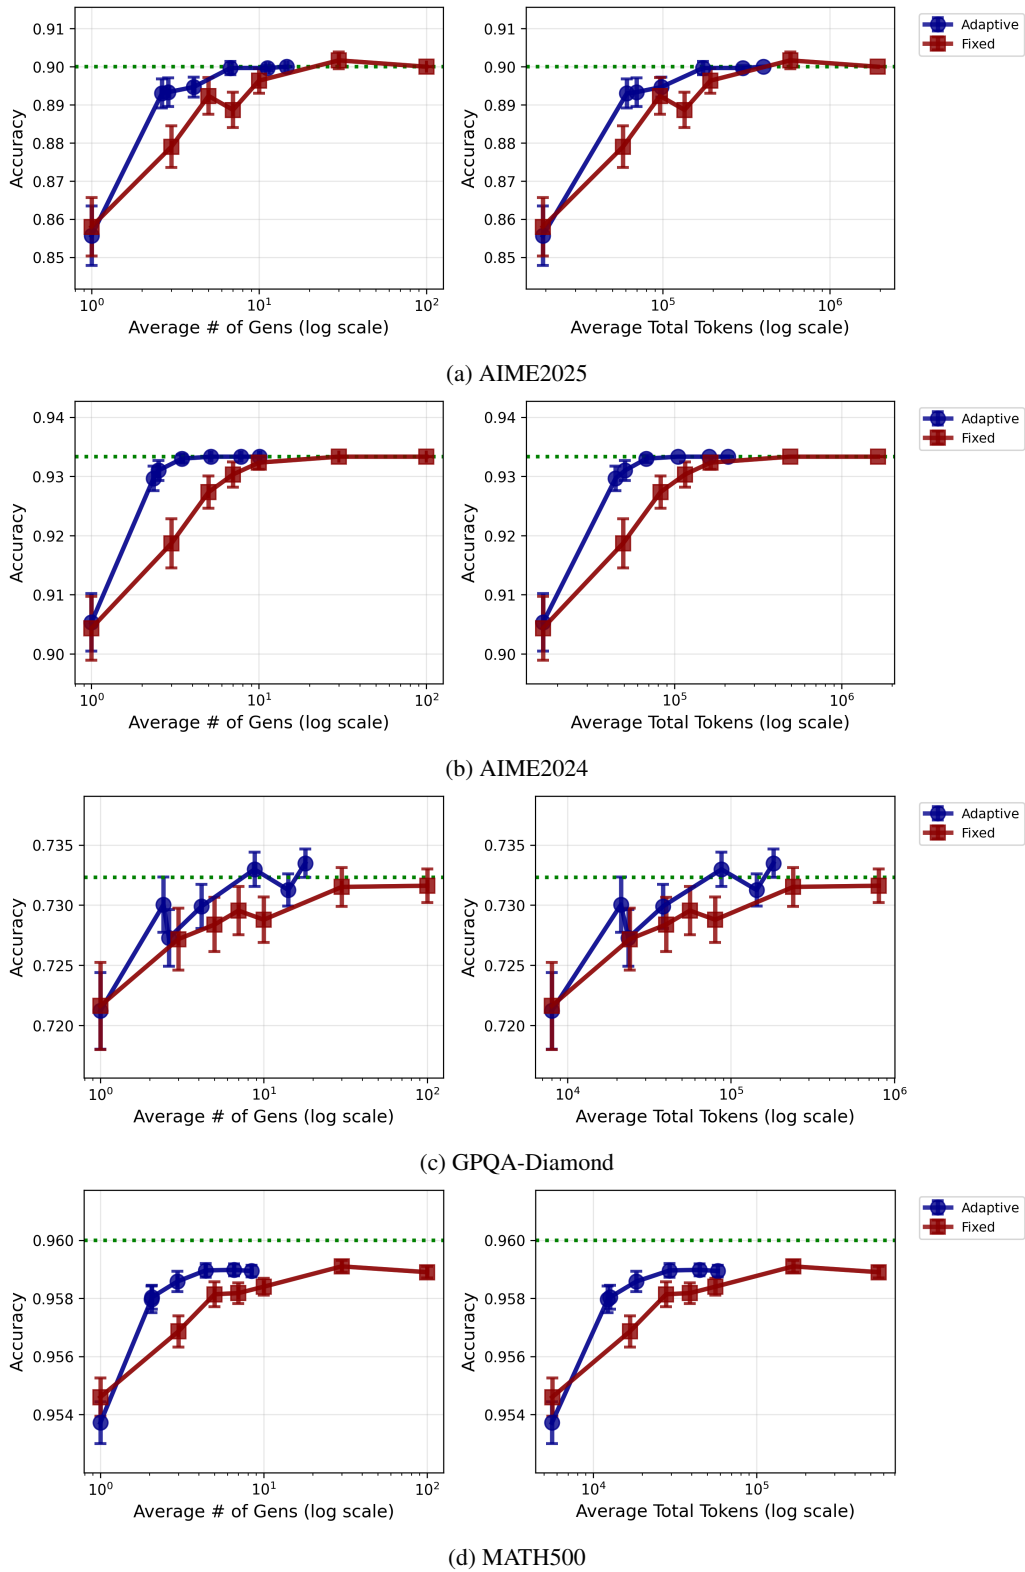 0.91
0.90
0.89
0.88
0.87
0.86
0.85
Accuracy
10⁰ 10¹ 10²
Average # of Gens (log scale)
10⁵ 10⁶
0.91
0.90
0.89
0.88
0.87
0.86
0.85
Accuracy
Average Total Tokens (log scale)
Adaptive
Fixed
(a) AIME2025
0.94
0.93
0.92
0.91
0.90
Accuracy
10⁰ 10¹ 10²
Average # of Gens (log scale)
0.94
0.93
0.92
0.91
0.90
Accuracy
10⁵ 10⁶
Average Total Tokens (log scale)
Adaptive
Fixed
(b) AIME2024
0.735
0.730
0.725
0.720
Accuracy
10⁰ 10¹ 10²
Average # of Gens (log scale)
0.735
0.730
0.725
0.720
Accuracy
10⁴ 10⁵ 10⁶
Average Total Tokens (log scale)
Adaptive
Fixed
(c) GPQA-Diamond
0.960
0.958
0.956
0.954
Accuracy
10⁰ 10¹ 10²
Average # of Gens (log scale)
0.960
0.958
0.956
0.954
Accuracy
10⁴ 10⁵
Average Total Tokens (log scale)
Adaptive
Fixed
(d) MATH500